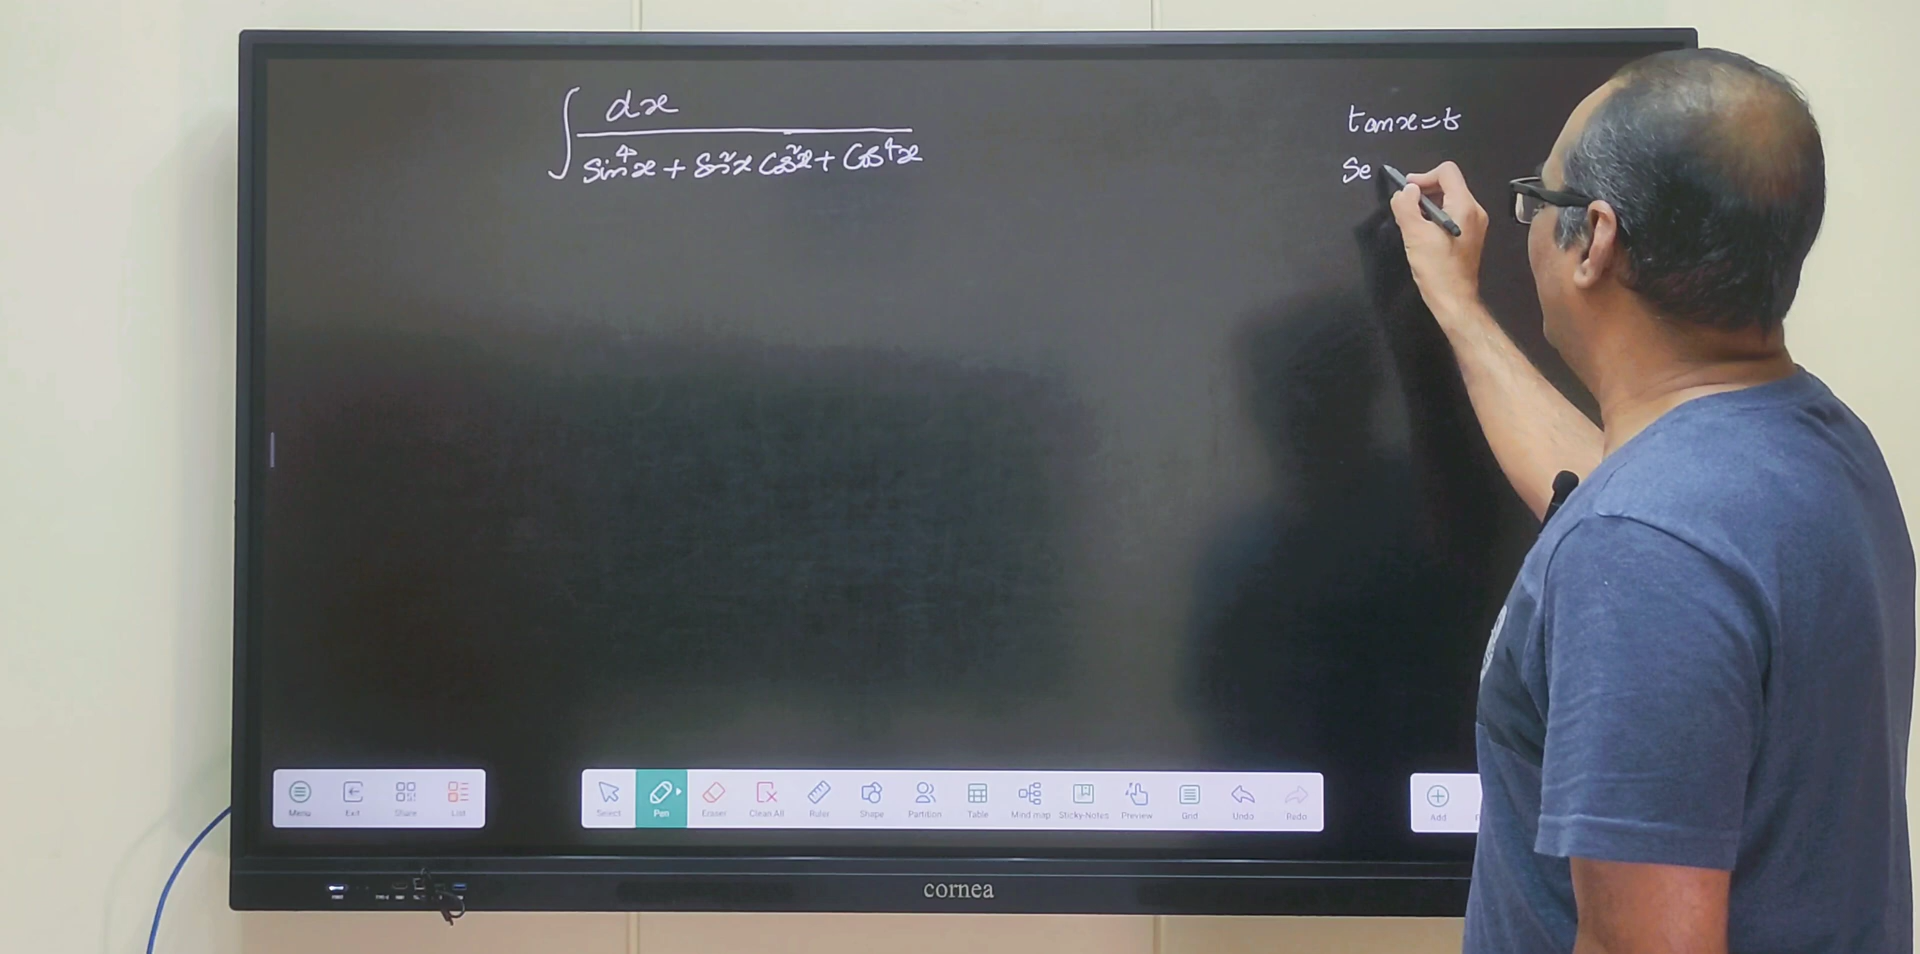 ∫ dx
Sin⁴x + Sin²x Cos²x + Cos⁴x
tanx=t
Se
Menu Exit Share List
Select Pen Eraser Clean All Ruler Shape Partition Table Mind map Sticky-Notes Preview Grid Undo Redo
Add
cornea